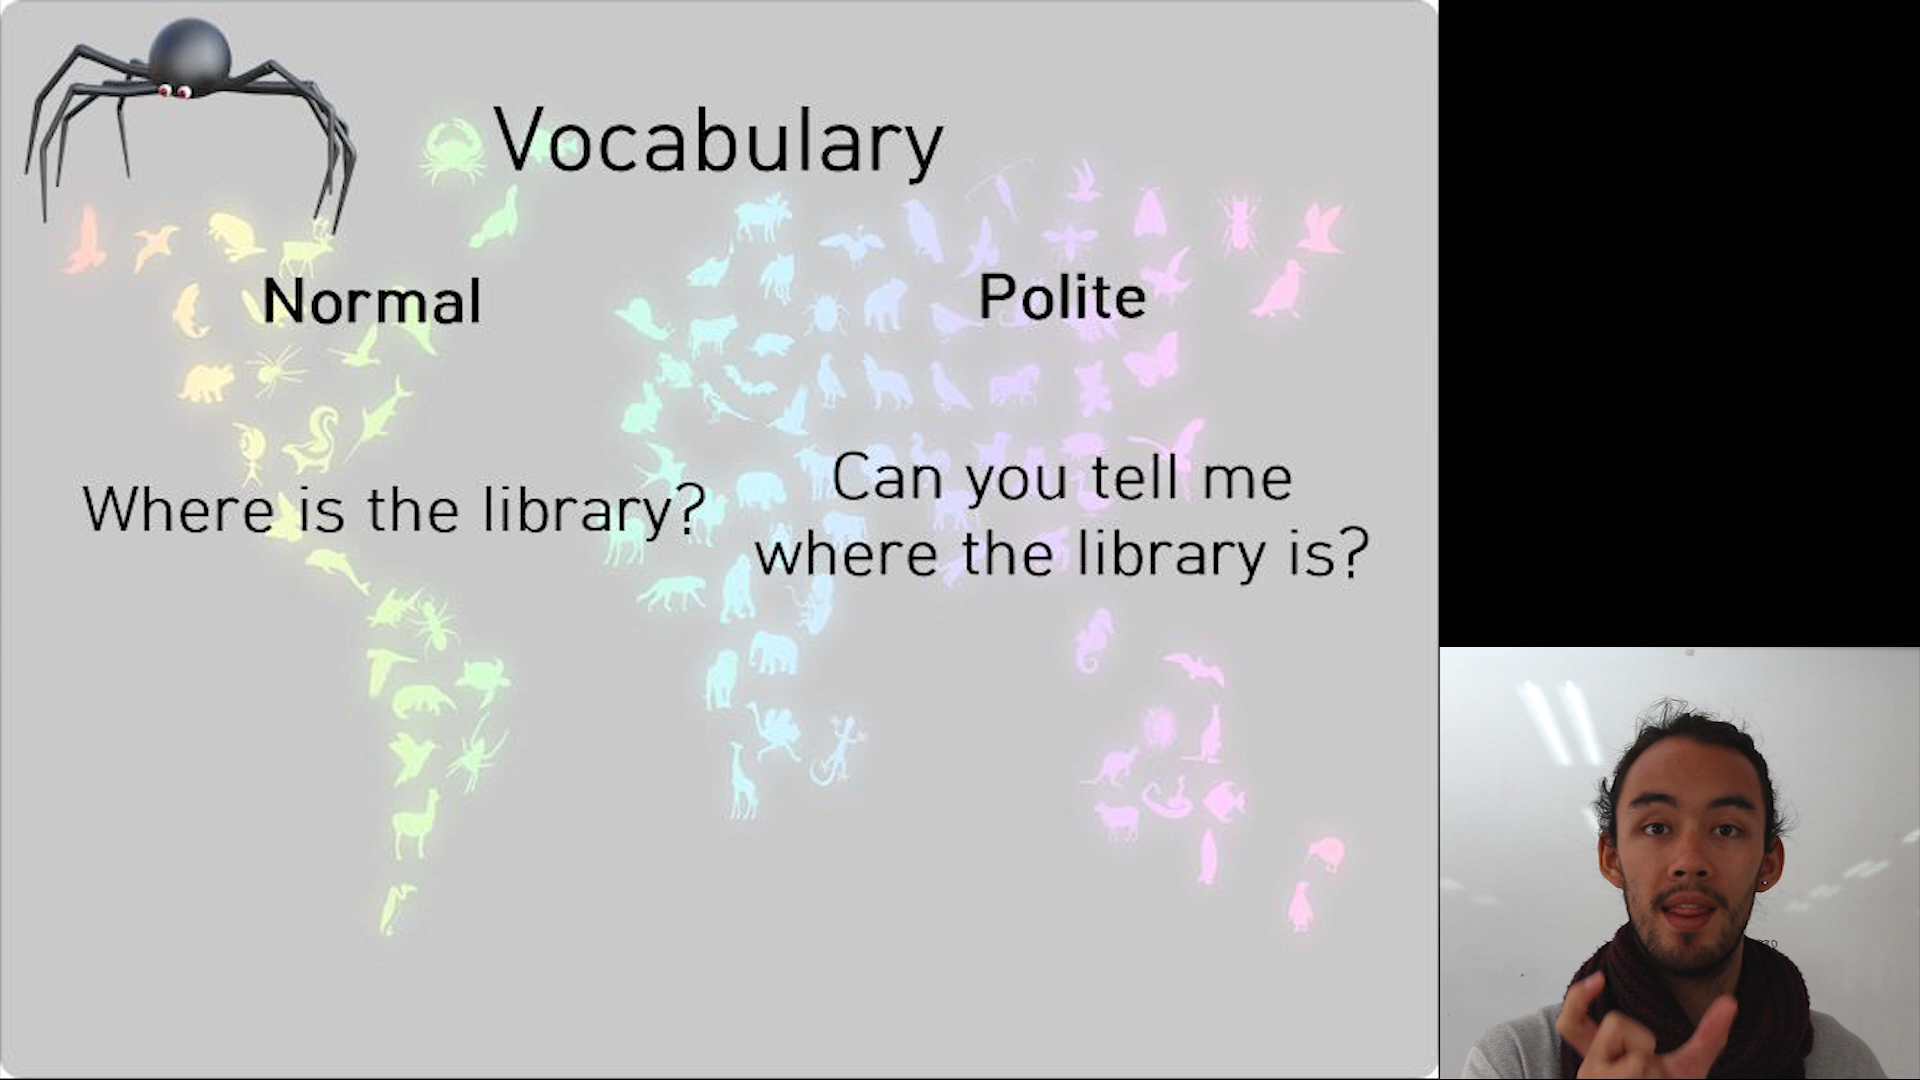 Vocabulary
Normal
Polite
Where is the library?
Can you tell me
where the library is?